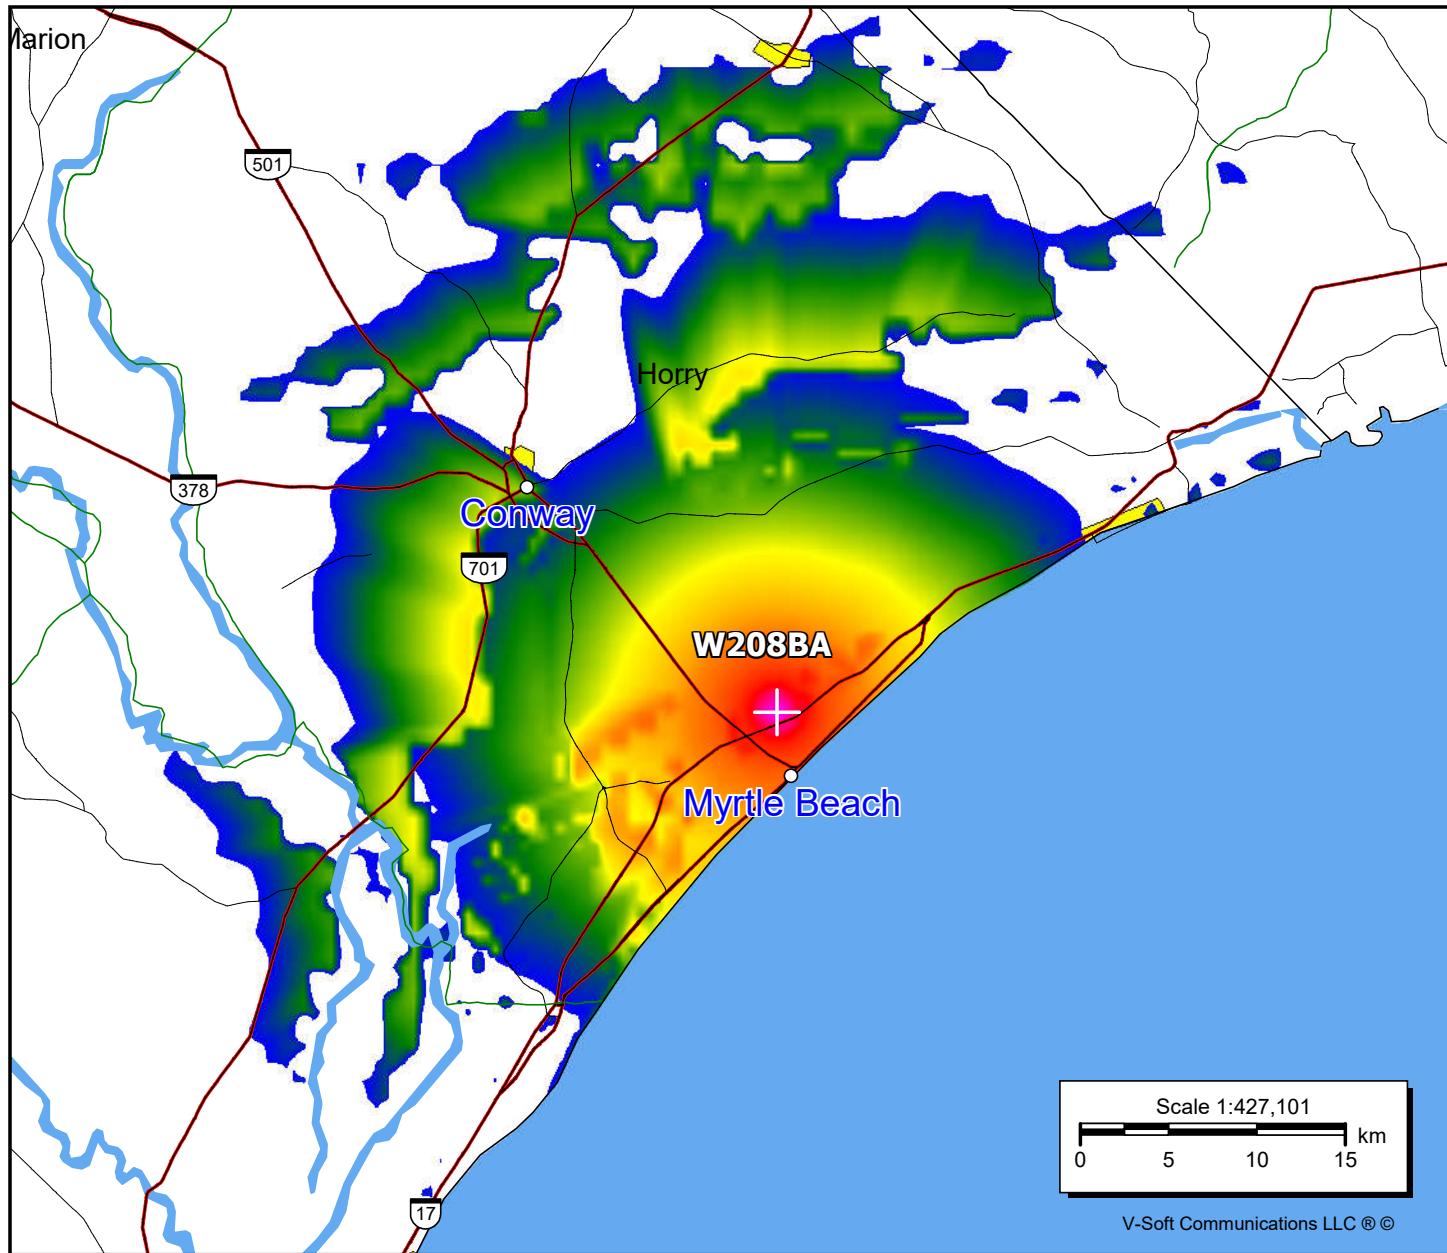 Marion
501
Horry
378
Conway
701
W208BA
Myrtle Beach
Scale 1:427,101
km
0 5 10 15
17
V-Soft Communications LLC ® ©